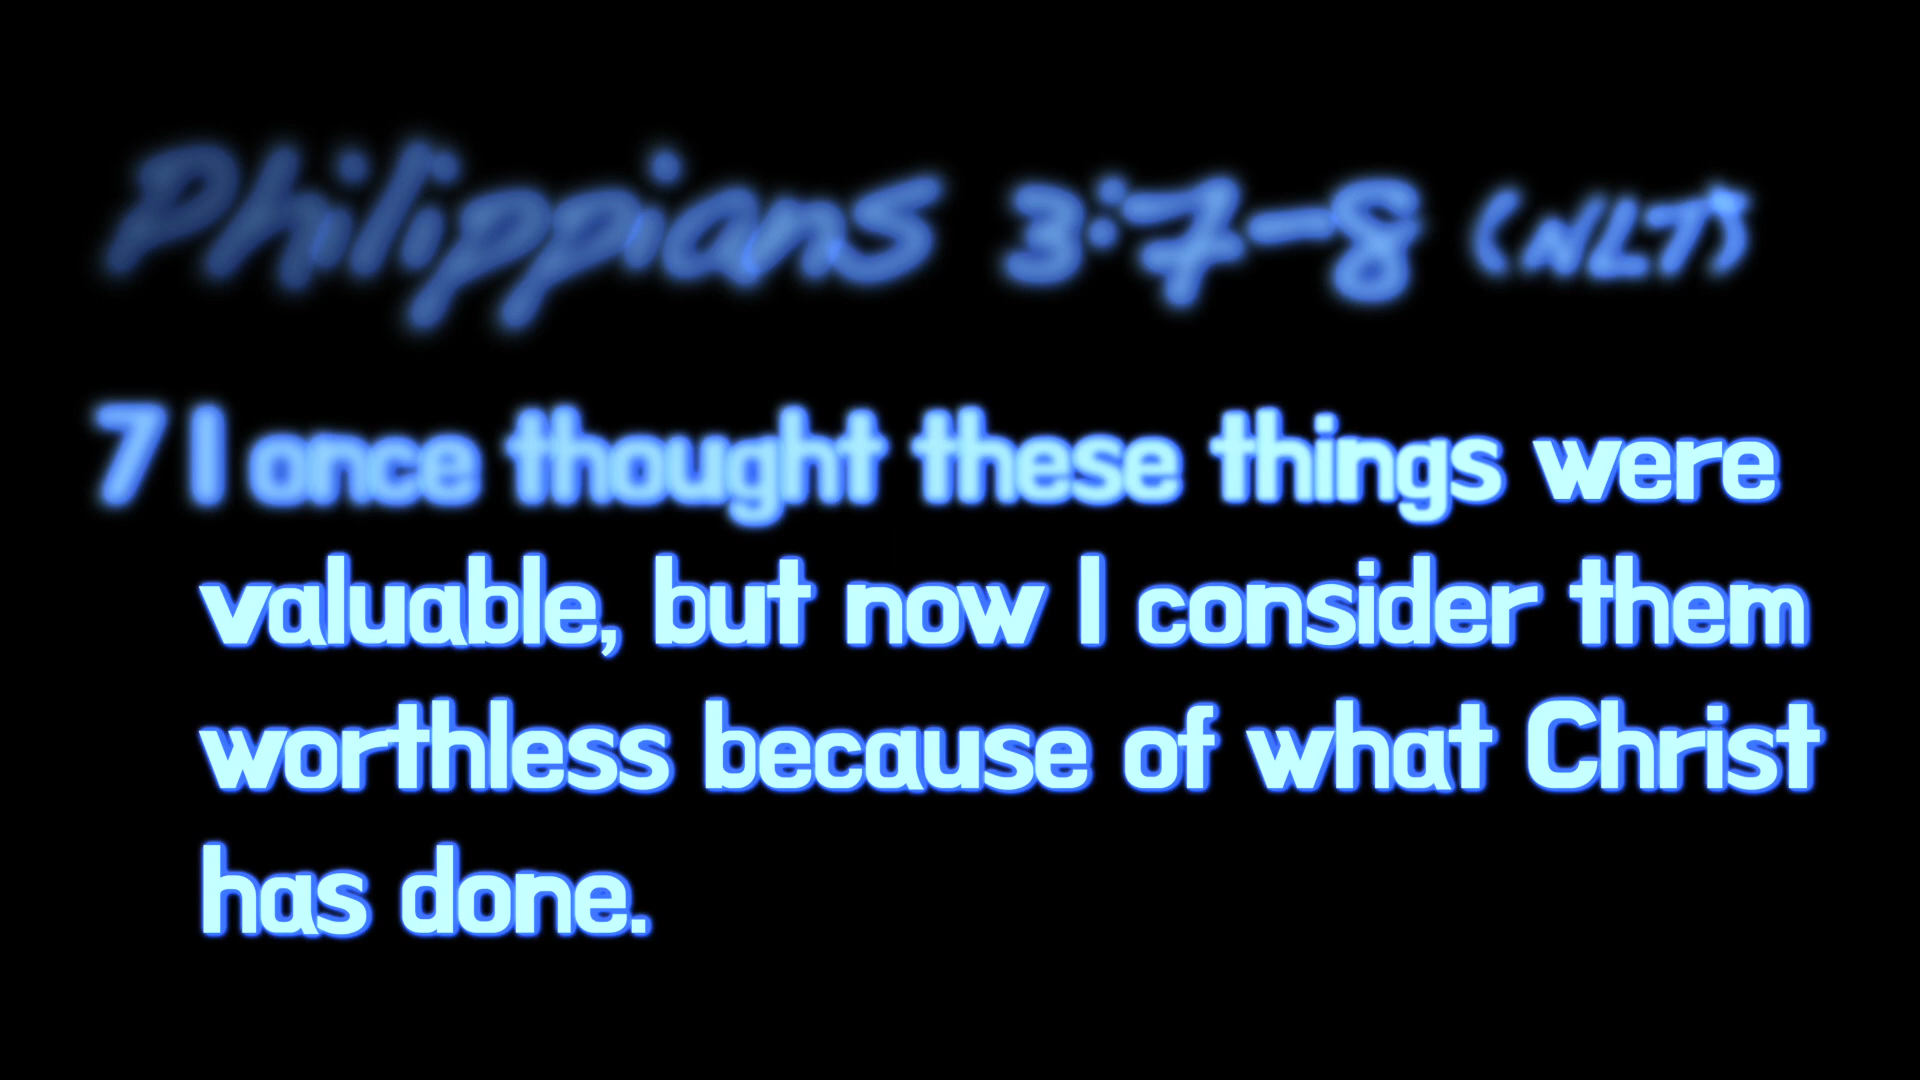 Philippians 3:7-8 (NLT)
7 I once thought these things were
valuable, but now I consider them
worthless because of what Christ
has done.